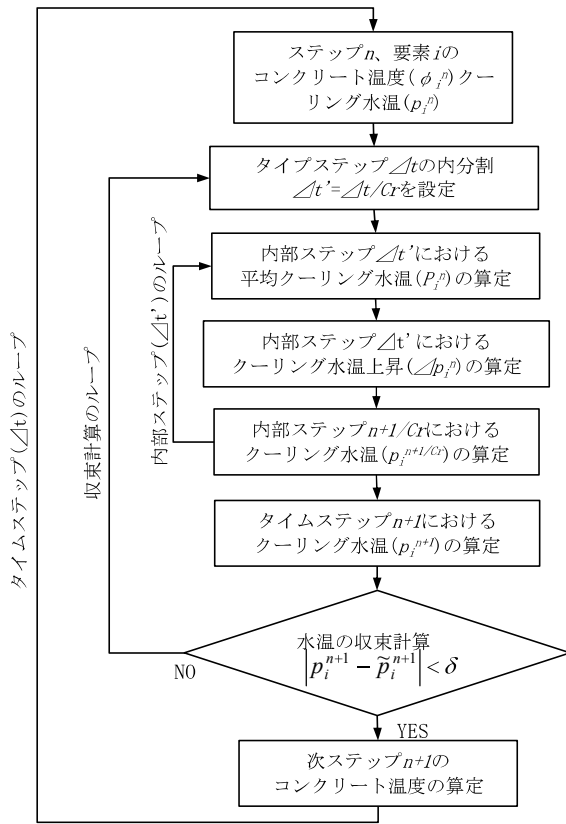 ステップn、要素iの
コンクリート温度(φ_i^n)クー
リング水温(p_i^n)
タイプステップ⊿tの内分割
⊿t’=⊿t/Crを設定
内部ステップ⊿t’における
平均クーリング水温(P_i^n)の算定
内部ステップ⊿t’における
クーリング水温上昇(⊿p_i^n)の算定
内部ステップn+1/Crにおける
クーリング水温(p_i^{n+1/Cr})の算定
タイムステップn+1における
クーリング水温(p_i^{n+1})の算定
水温の収束計算
|p_i^{n+1} − p̃_i^{n+1}| < δ
NO
YES
次ステップn+1の
コンクリート温度の算定
内部ステップ(⊿t’)のループ
収束計算のループ
タイムステップ(⊿t)のループ